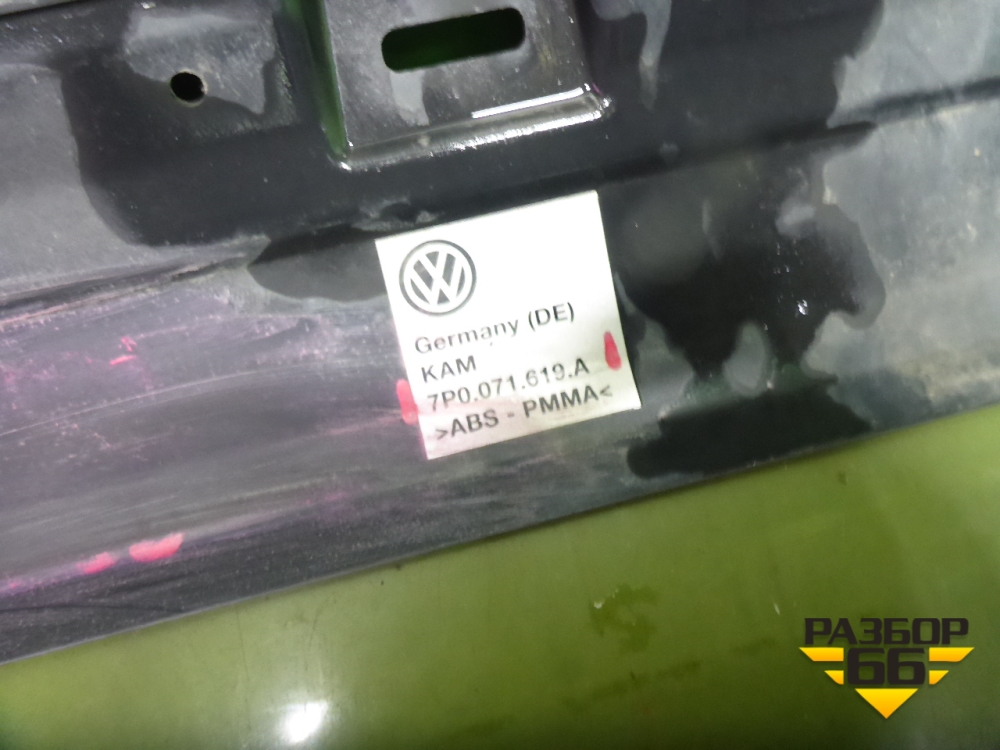 Germany (DE)
KAM
7P0.071.619.A
>ABS - PMMA<
РАЗБОР
66